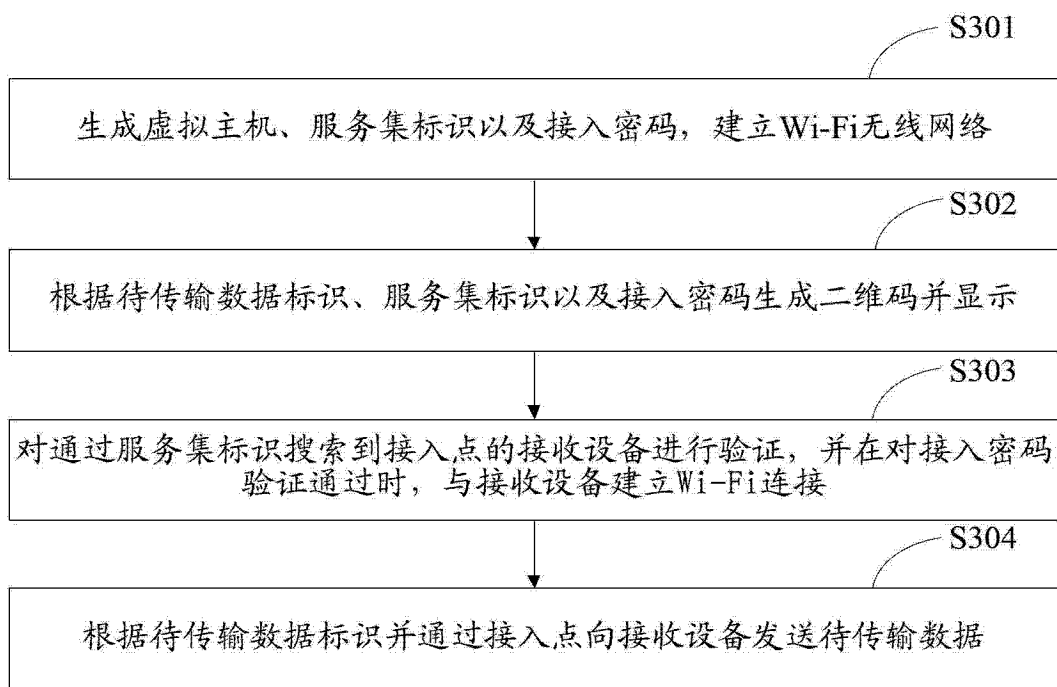 S301
生成虚拟主机、服务集标识以及接入密码，建立Wi-Fi无线网络
S302
根据待传输数据标识、服务集标识以及接入密码生成二维码并显示
S303
对通过服务集标识搜索到接入点的接收设备进行验证，并在对接入密码
验证通过时，与接收设备建立Wi-Fi连接
S304
根据待传输数据标识并通过接入点向接收设备发送待传输数据